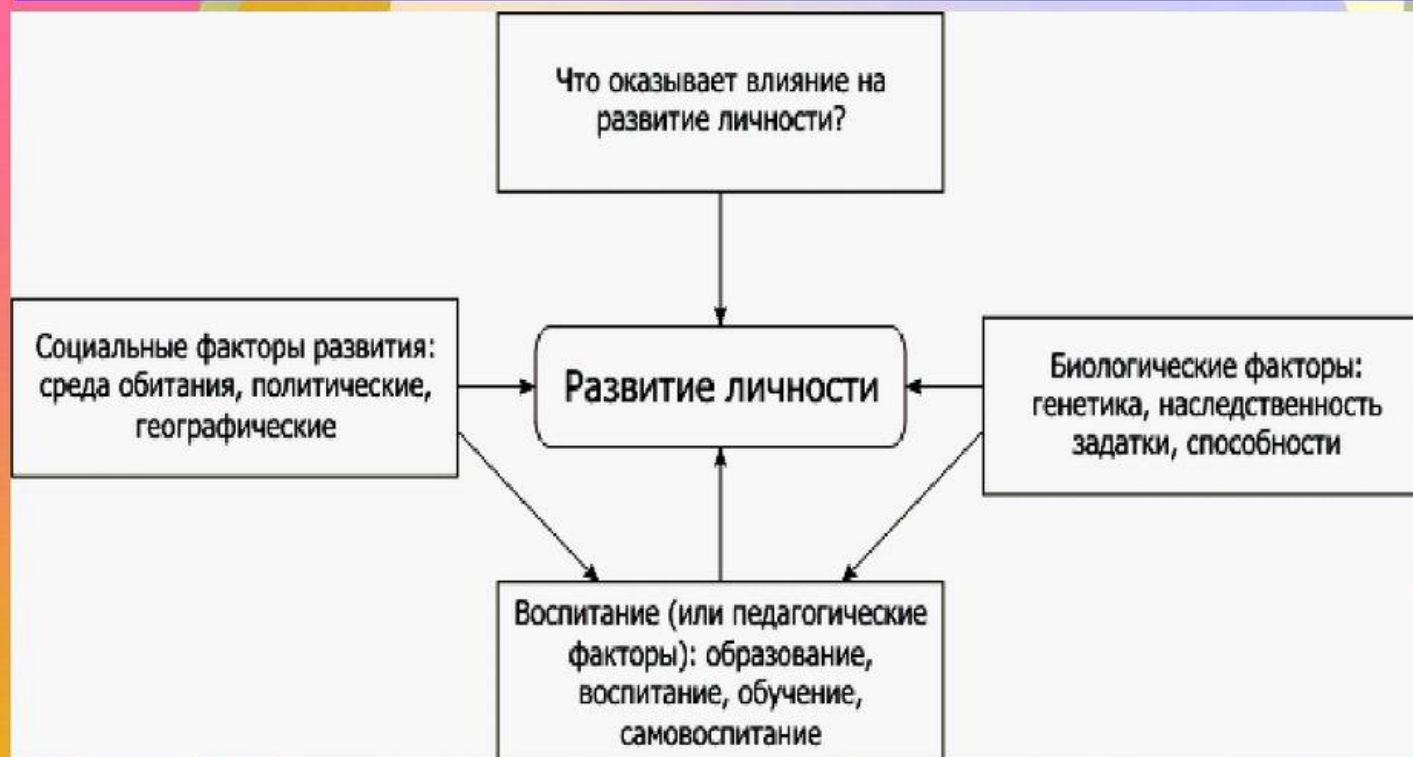 Что оказывает влияние на
развитие личности?
Социальные факторы развития:
среда обитания, политические,
географические
Развитие личности
Биологические факторы:
генетика, наследственность
задатки, способности
Воспитание (или педагогические
факторы): образование,
воспитание, обучение,
самовоспитание